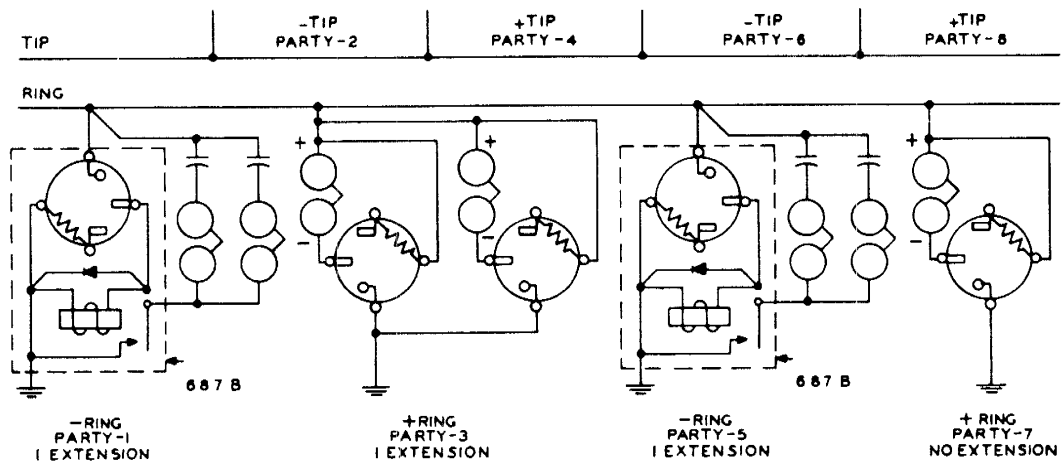 TIP
-TIP
PARTY-2
+TIP
PARTY-4
-TIP
PARTY-6
+TIP
PARTY-8
RING
+
-
+
-
+
-
687B
687B
-RING
PARTY-1
1 EXTENSION
+RING
PARTY-3
1 EXTENSION
-RING
PARTY-5
1 EXTENSION
+RING
PARTY-7
NO EXTENSION